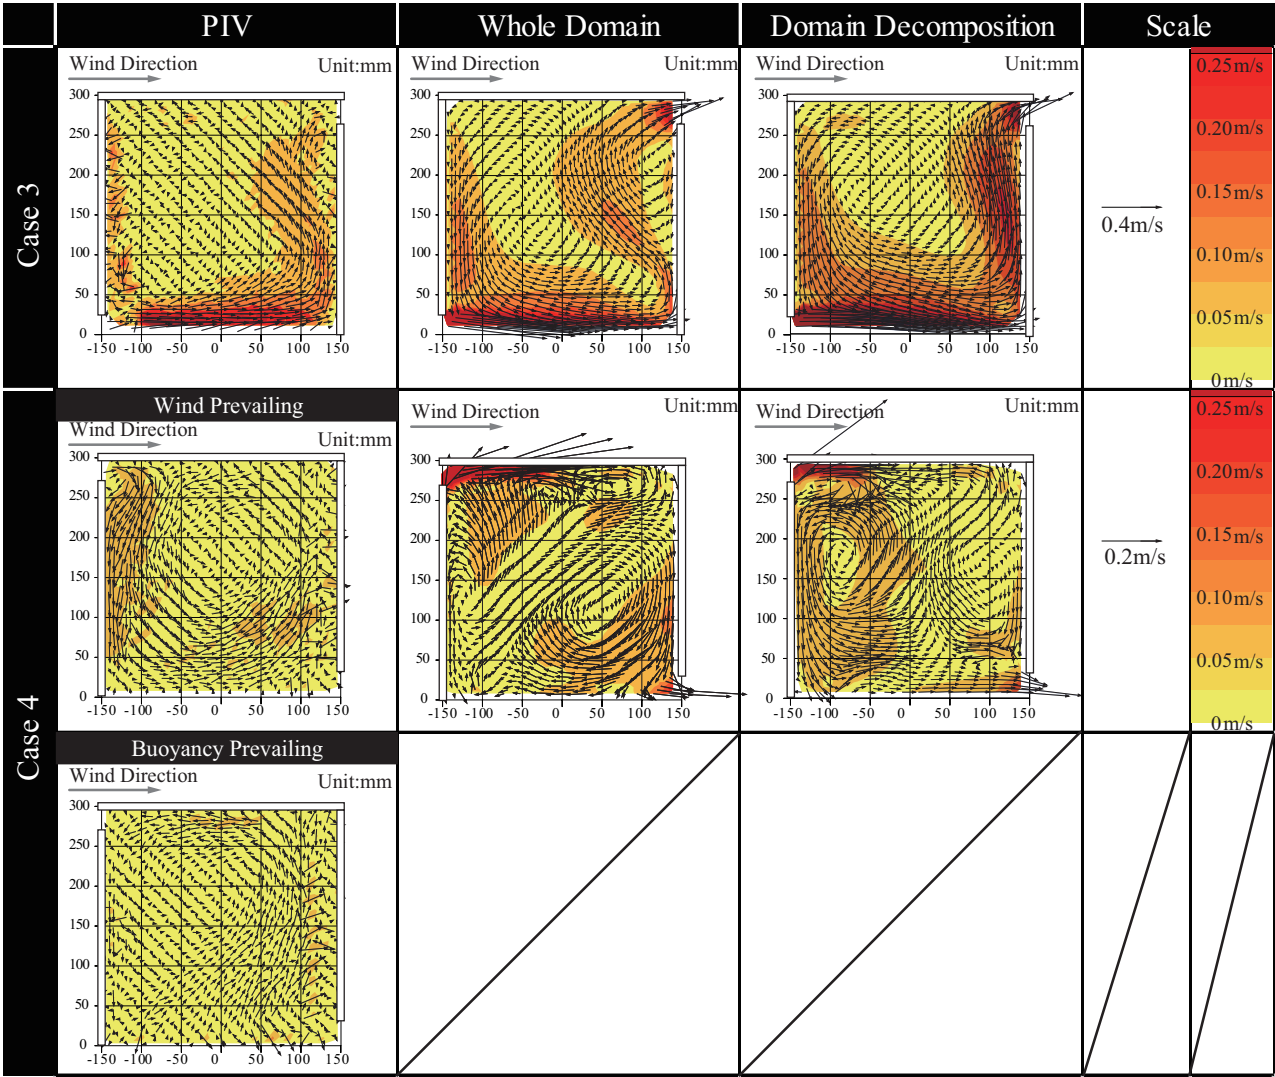 PIV Whole Domain Domain Decomposition Scale
Case 3
Wind Direction Unit:mm
300
250
200
150
100
50
0
-150 -100 -50 0 50 100 150
Wind Direction Unit:mm
300
250
200
150
100
50
0
-150 -100 -50 0 50 100 150
Wind Direction Unit:mm
300
250
200
150
100
50
0
-150 -100 -50 0 50 100 150
0.4m/s
0.25m/s
0.20m/s
0.15m/s
0.10m/s
0.05m/s
0m/s
Case 4
Wind Prevailing
Wind Direction Unit:mm
300
250
200
150
100
50
0
-150 -100 -50 0 50 100 150
Wind Direction Unit:mm
300
250
200
150
100
50
0
-150 -100 -50 0 50 100 150
Wind Direction Unit:mm
300
250
200
150
100
50
0
-150 -100 -50 0 50 100 150
0.2m/s
0.25m/s
0.20m/s
0.15m/s
0.10m/s
0.05m/s
0m/s
Buoyancy Prevailing
Wind Direction Unit:mm
300
250
200
150
100
50
0
-150 -100 -50 0 50 100 150